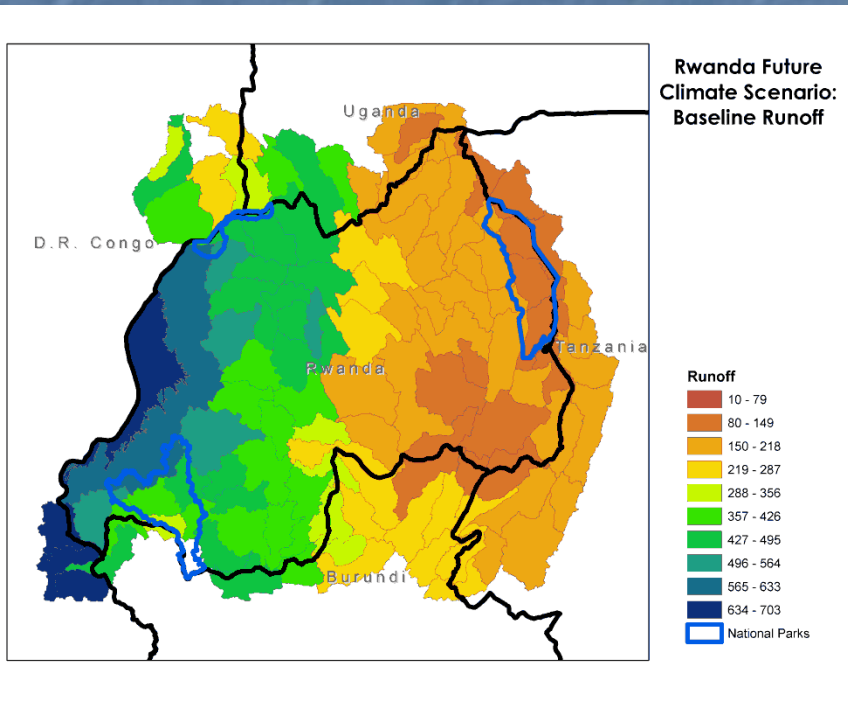 Rwanda Future
Climate Scenario:
Baseline Runoff
Uganda
D.R. Congo
Tanzania
Rwanda
Burundi
Runoff
10 - 79
80 - 149
150 - 218
219 - 287
288 - 356
357 - 426
427 - 495
496 - 564
565 - 633
634 - 703
National Parks